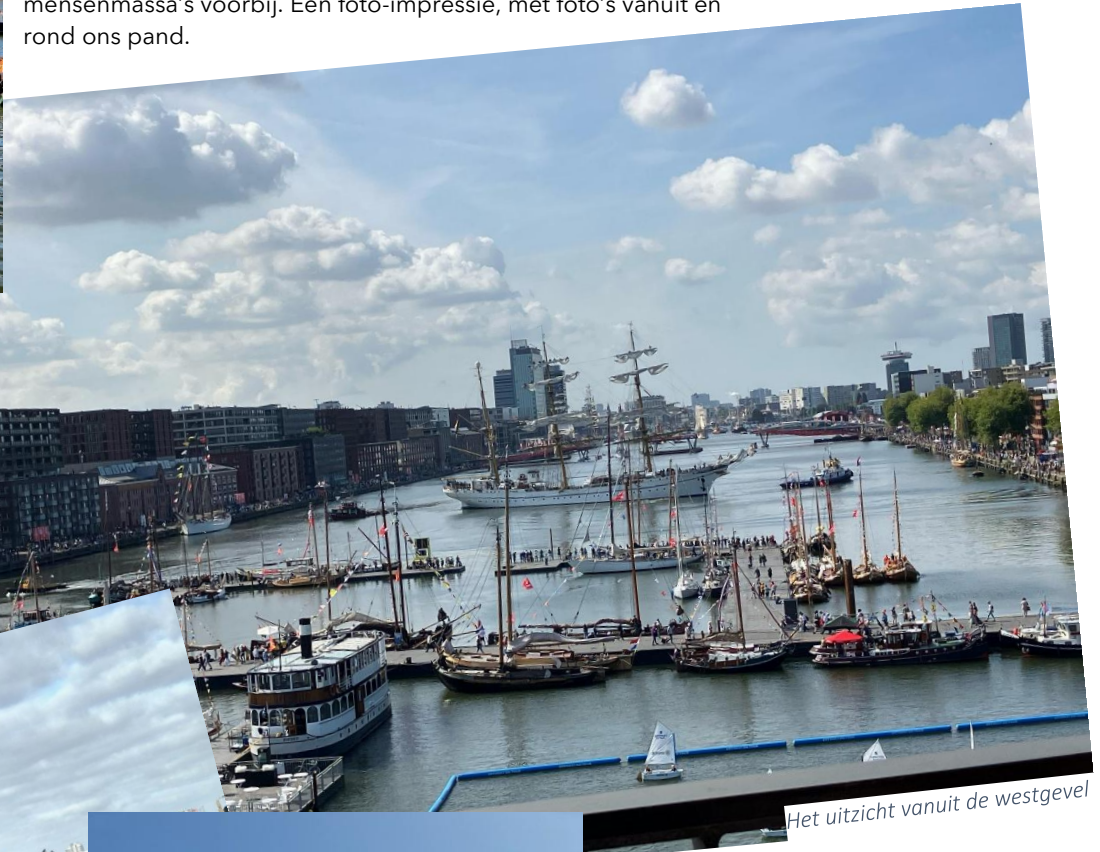 mensenmassa's voorbij. Een foto-impressie, met foto's vanuit en
rond ons pand.
Het uitzicht vanuit de westgevel